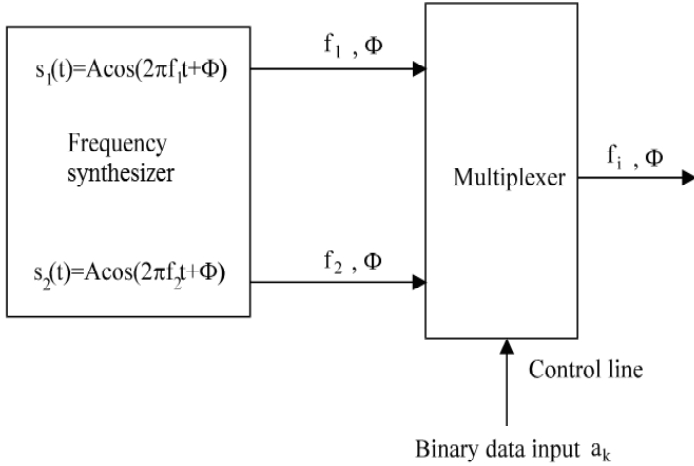 s₁(t)=Acos(2πf₁t+Φ)
f₁ , Φ
Frequency
synthesizer
Multiplexer
fᵢ , Φ
s₂(t)=Acos(2πf₂t+Φ)
f₂ , Φ
Control line
Binary data input aₖ